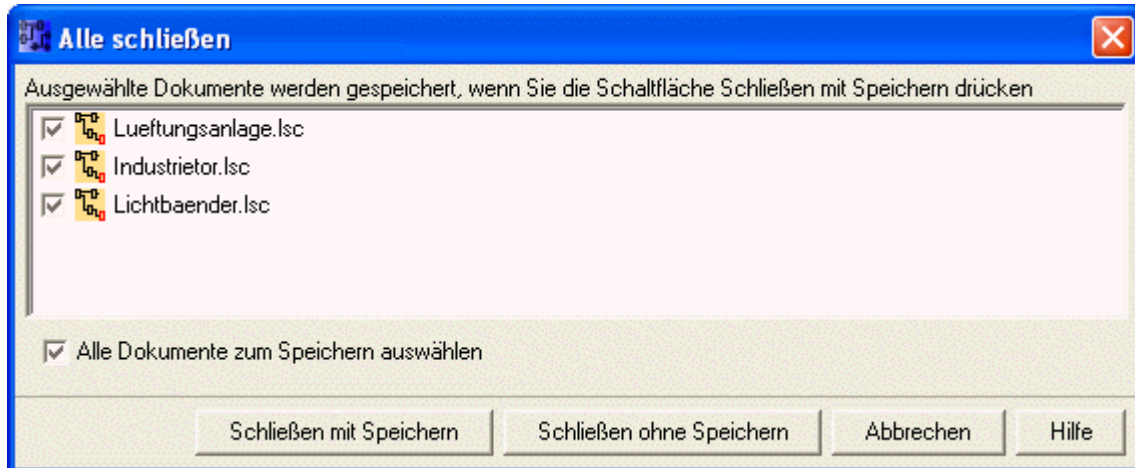 Alle schließen
Ausgewählte Dokumente werden gespeichert, wenn Sie die Schaltfläche Schließen mit Speichern drücken
Lueftungsanlage.lsc
Industrietor.lsc
Lichtbaender.lsc
Alle Dokumente zum Speichern auswählen
Schließen mit Speichern Schließen ohne Speichern Abbrechen Hilfe